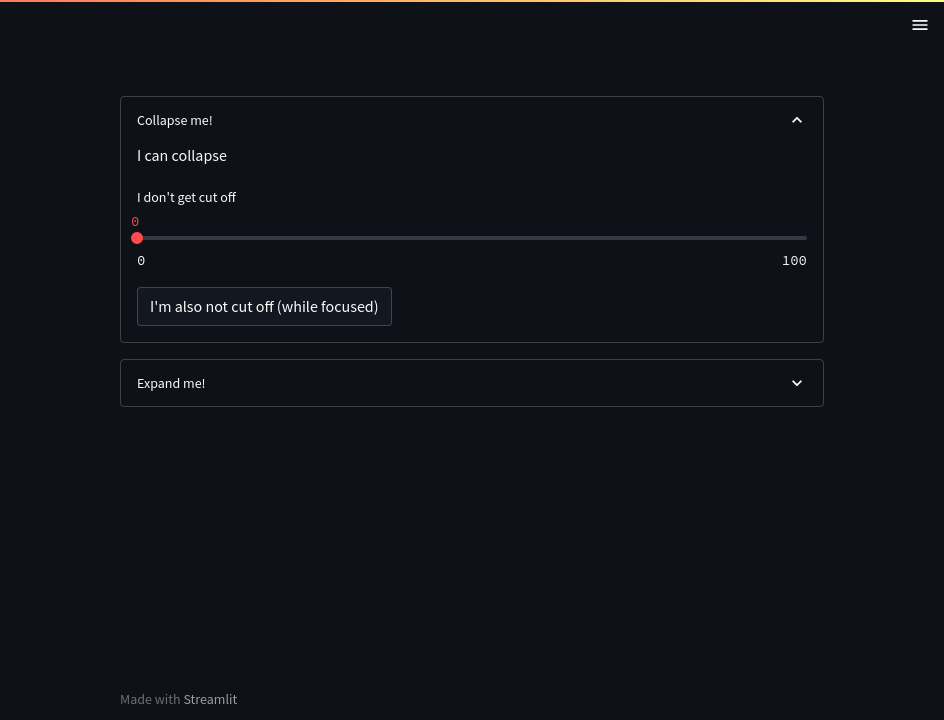 Collapse me!
I can collapse
I don't get cut off
0
0 100
I'm also not cut off (while focused)
Expand me!
Made with Streamlit